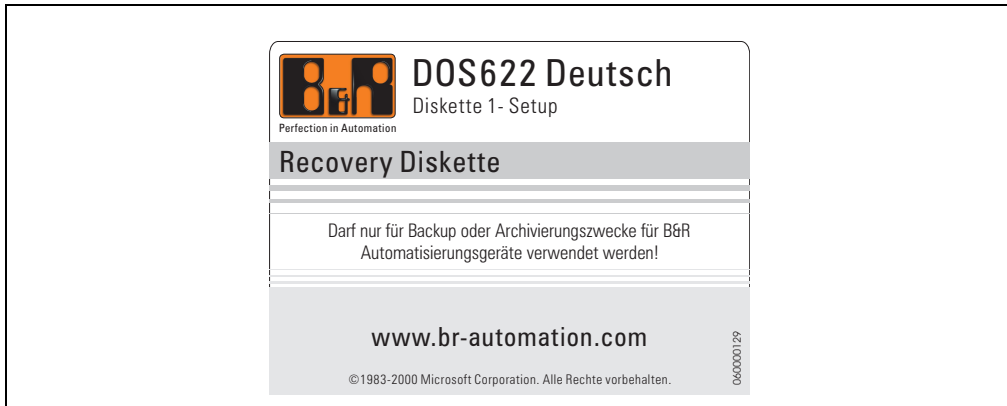 B&R
DOS622 Deutsch
Diskette 1- Setup
Perfection in Automation
Recovery Diskette
Darf nur für Backup oder Archivierungszwecke für B&R
Automatisierungsgeräte verwendet werden!
www.br-automation.com
060000129
©1983-2000 Microsoft Corporation. Alle Rechte vorbehalten.